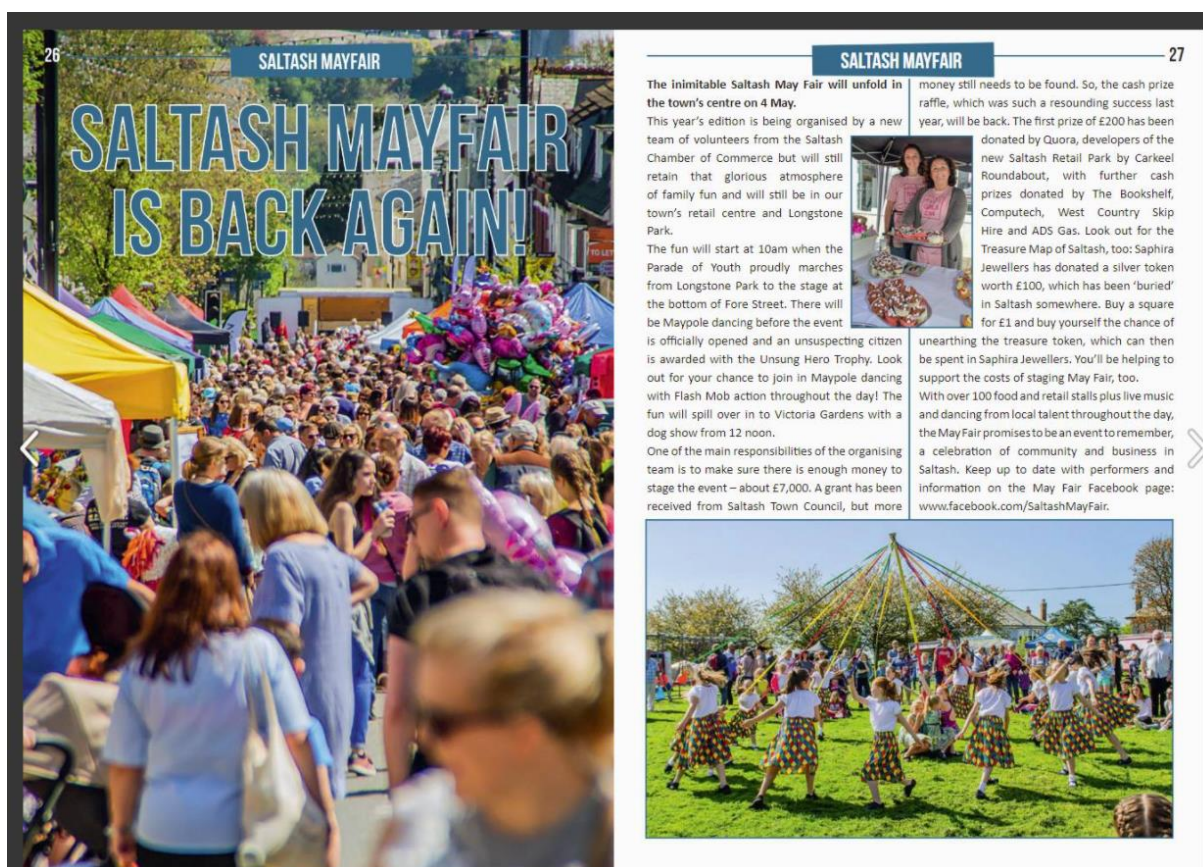 26
SALTASH MAYFAIR
SALTASH MAYFAIR
IS BACK AGAIN!
SALTASH MAYFAIR
27
The inimitable Saltash May Fair will unfold in
the town's centre on 4 May.
This year's edition is being organised by a new
team of volunteers from the Saltash
Chamber of Commerce but will still
retain that glorious atmosphere
of family fun and will still be in our
town's retail centre and Longstone
Park.
The fun will start at 10am when the
Parade of Youth proudly marches
from Longstone Park to the stage at
the bottom of Fore Street. There will
be Maypole dancing before the event
is officially opened and an unsuspecting citizen
is awarded with the Unsung Hero Trophy. Look
out for your chance to join in Maypole dancing
with Flash Mob action throughout the day! The
fun will spill over in to Victoria Gardens with a
dog show from 12 noon.
One of the main responsibilities of the organising
team is to make sure there is enough money to
stage the event – about £7,000. A grant has been
received from Saltash Town Council, but more
money still needs to be found. So, the cash prize
raffle, which was such a resounding success last
year, will be back. The first prize of £200 has been
donated by Quora, developers of the
new Saltash Retail Park by Carkeel
Roundabout, with further cash
prizes donated by The Bookshelf,
Computech, West Country Skip
Hire and ADS Gas. Look out for the
Treasure Map of Saltash, too: Saphira
Jewellers has donated a silver token
worth £100, which has been 'buried'
in Saltash somewhere. Buy a square
for £1 and buy yourself the chance of
unearthing the treasure token, which can then
be spent in Saphira Jewellers. You'll be helping to
support the costs of staging May Fair, too.
With over 100 food and retail stalls plus live music
and dancing from local talent throughout the day,
the May Fair promises to be an event to remember,
a celebration of community and business in
Saltash. Keep up to date with performers and
information on the May Fair Facebook page:
www.facebook.com/SaltashMayFair.